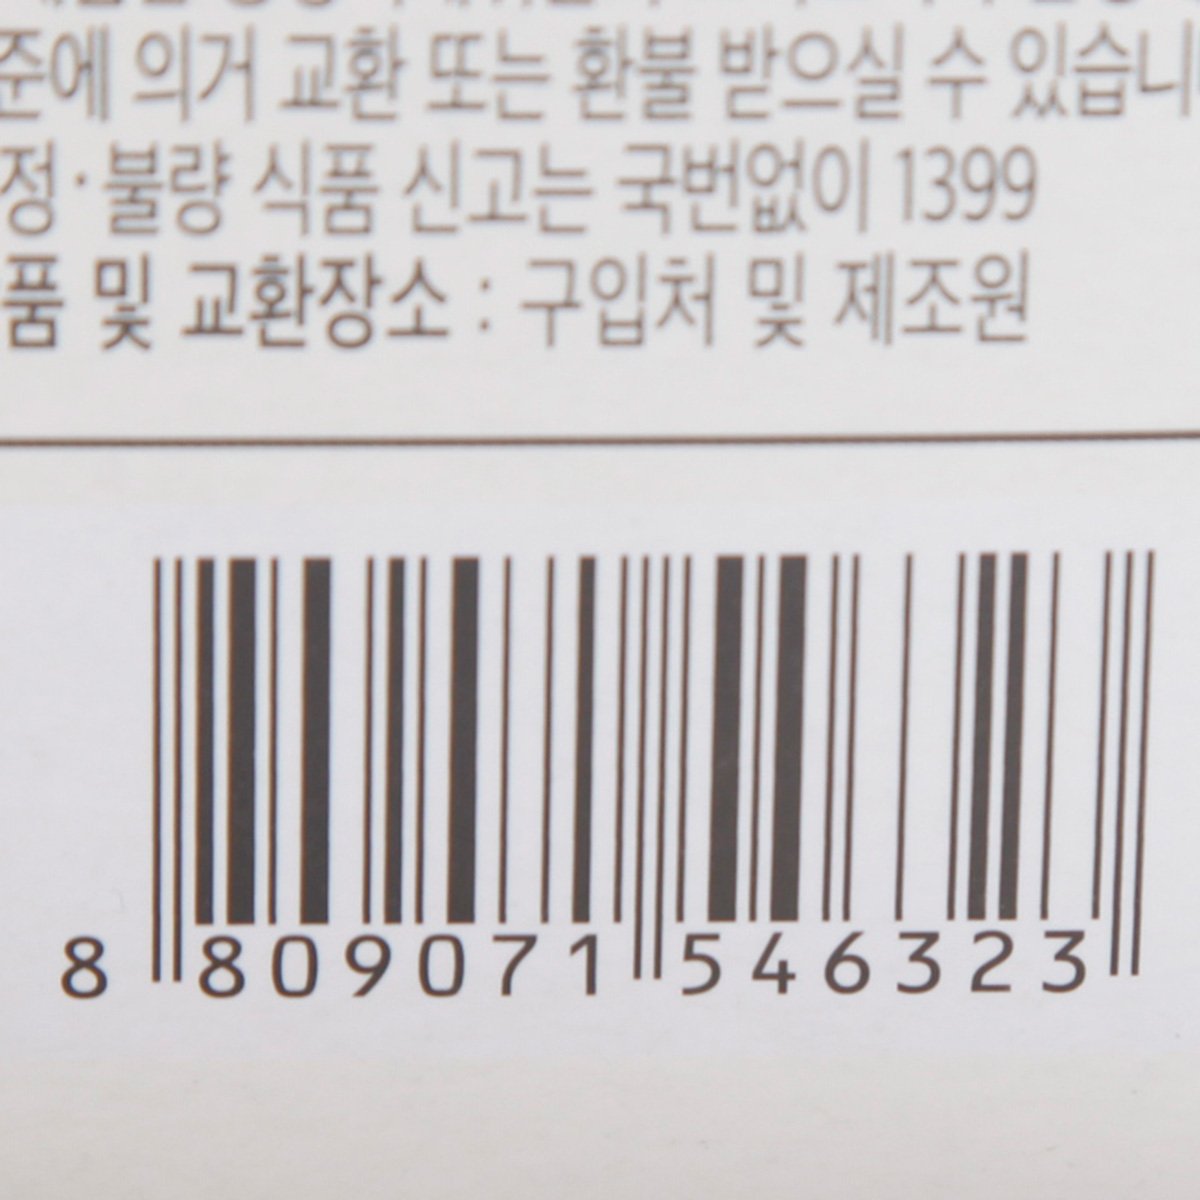 준에 의거 교환 또는 환불 받으실 수 있습니
정·불량 식품 신고는 국번없이 1399
품 및 교환장소 : 구입처 및 제조원
8 809071 546323